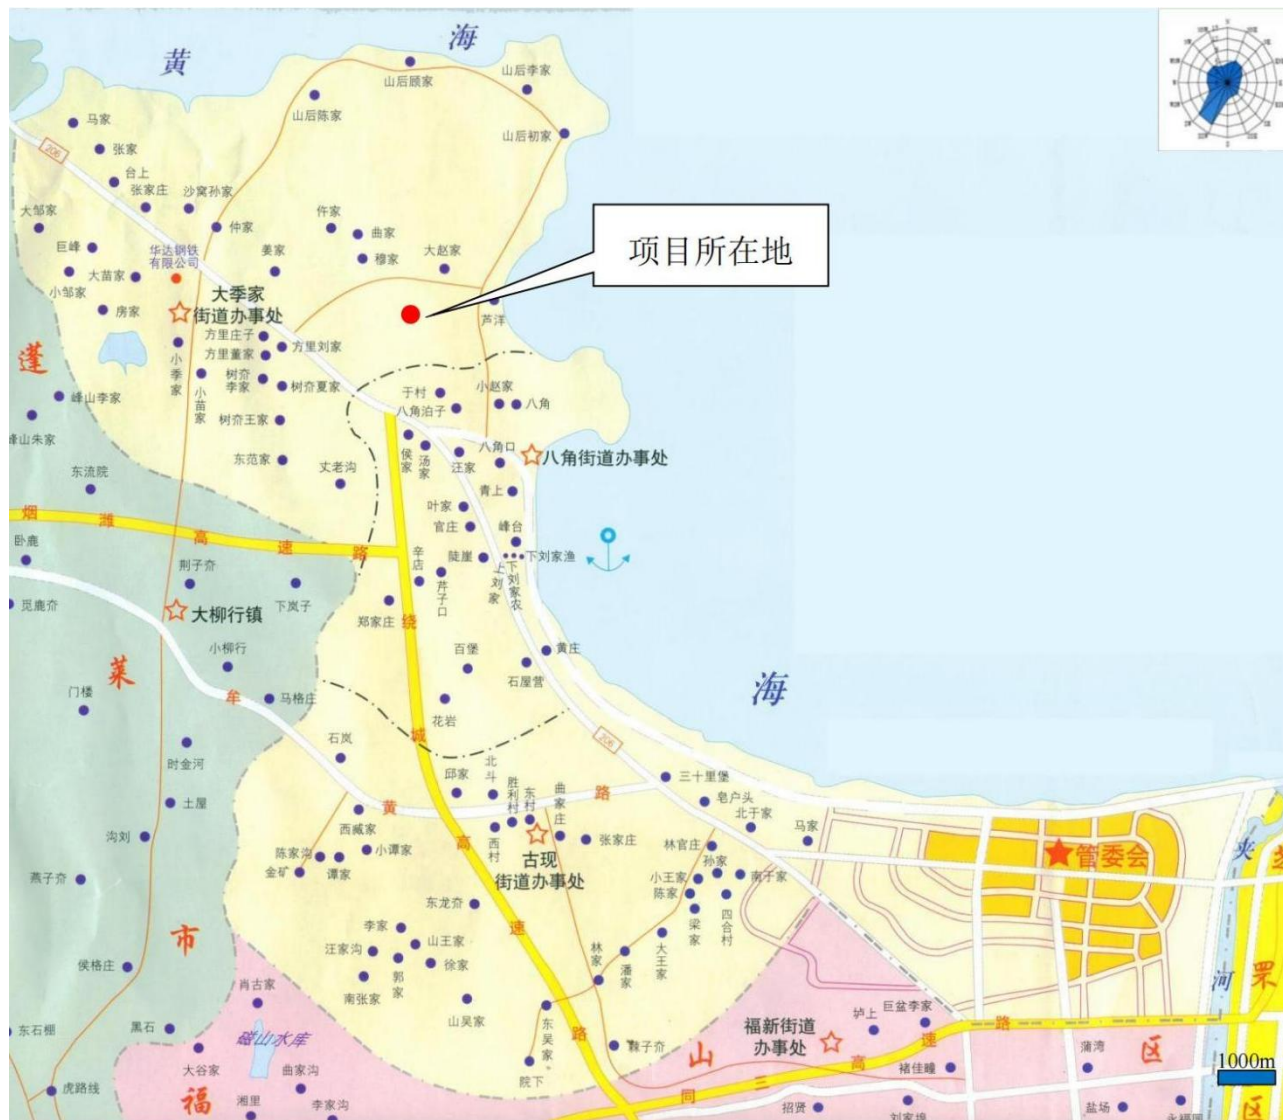 黄
海
山后顾家
山后李家
山后陈家
山后初家
马家
206
张家
台上
张家庄
沙窝孙家
大邹家
仲家
仵家
曲家
项目所在地
巨峰
华达钢铁
有限公司
姜家
穆家
大赵家
大苗家
小邹家
大季家
街道办事处
房家
芦洋
方里庄子
方里刘家
方里董家
小季家
蓬
树夼
李家
树夼夏家
小苗家
于村
小赵家
八角
峰山李家
八角泊子
树夼王家
峰山朱家
侯家
汤家
汪家
八角口
八角街道办事处
东范家
丈老沟
东流院
青上
叶家
烟
潍
高
速
路
官庄
峰台
卧鹿
荆子夼
辛店
陡崖
下刘家渔
上刘家
下刘家农
芹子口
觅鹿夼
大柳行镇
下岚子
郑家庄
绕
小柳行
百堡
黄庄
莱
石屋营
门楼
牟
马格庄
海
花岩
城
石岚
206
时金河
北斗
邱家
三十里堡
土屋
胜利村
东村
曲家庄
路
皂户头
黄
北于家
西臧家
高
马家
沟刘
西村
张家庄
林官庄
小谭家
陈家沟
谭家
古现
街道办事处
孙家
管委会
夹
金矿
小王家
南于家
燕子夼
陈家
东龙夼
梁家
四合村
速
李家
市
汪家沟
山王家
大王家
林家
郭家
徐家
潘家
侯格庄
南张家
河
罘
肖古家
山吴家
东石棚
黑石
磁山水库
东吴家
路
福新街道
办事处
垆上
巨盆李家
路
速
山
区
大谷家
院下
高
褚佳疃
蒲湾
1000m
虎路线
曲家沟
三
福
湘里
李家沟
同
招贤
刘家埠
盐场
区